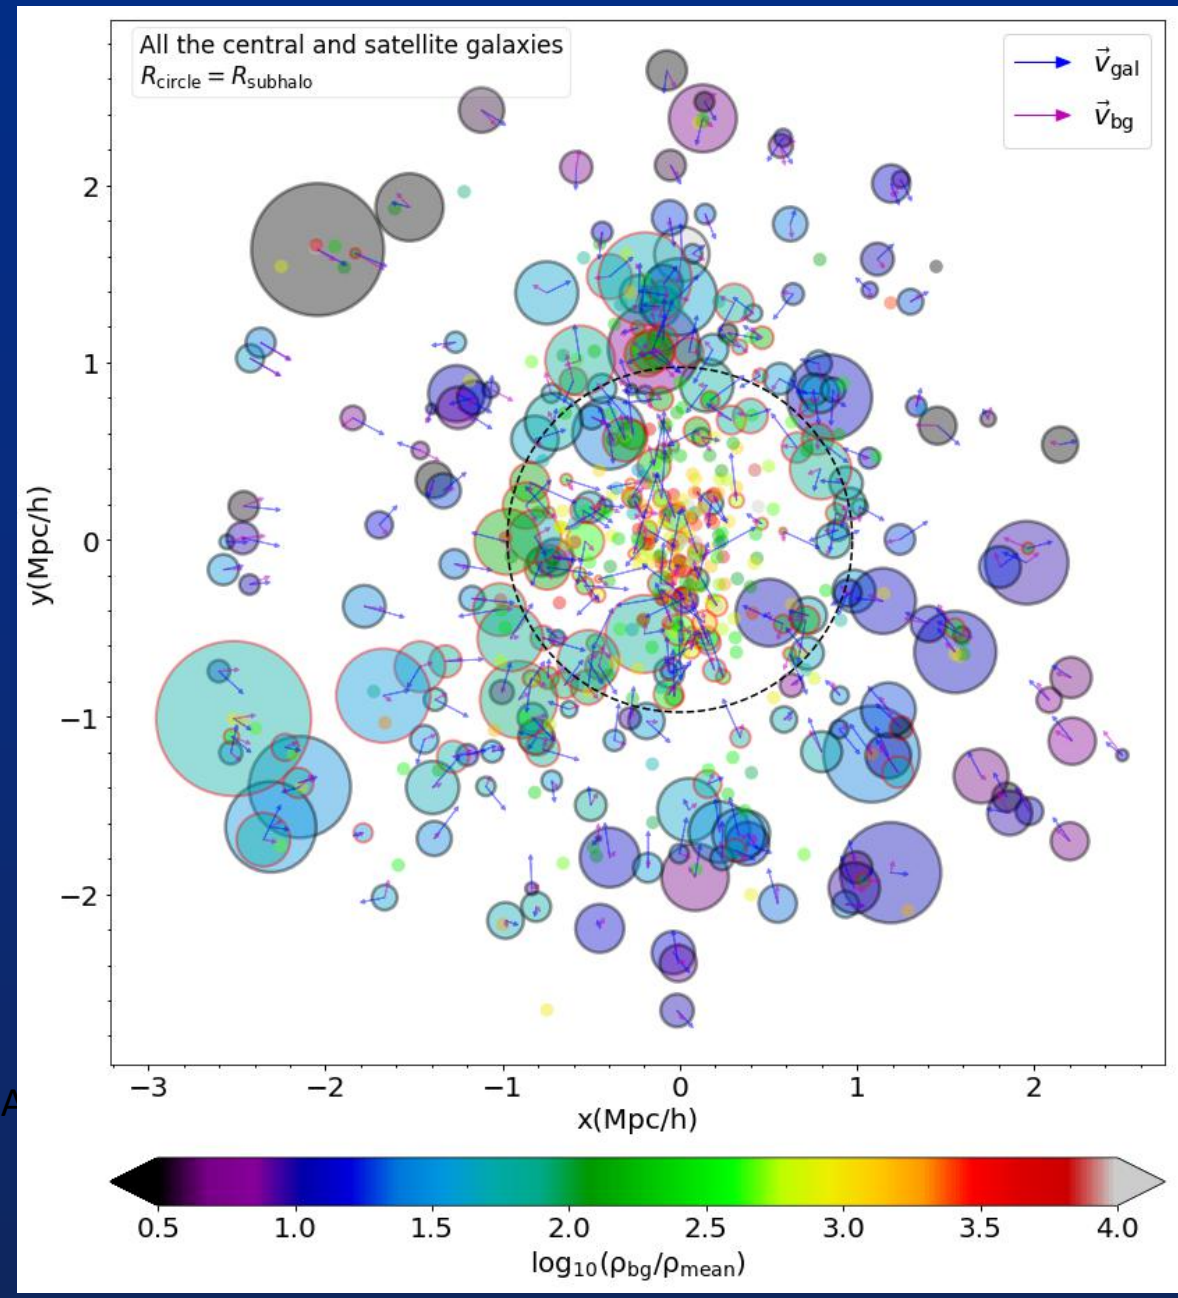 All the central and satellite galaxies
R_circle = R_subhalo
v⃗_gal
v⃗_bg
2
1
0
−1
−2
y(Mpc/h)
−3 −2 −1 0 1 2
x(Mpc/h)
A
0.5 1.0 1.5 2.0 2.5 3.0 3.5 4.0
log₁₀(ρ_bg/ρ_mean)